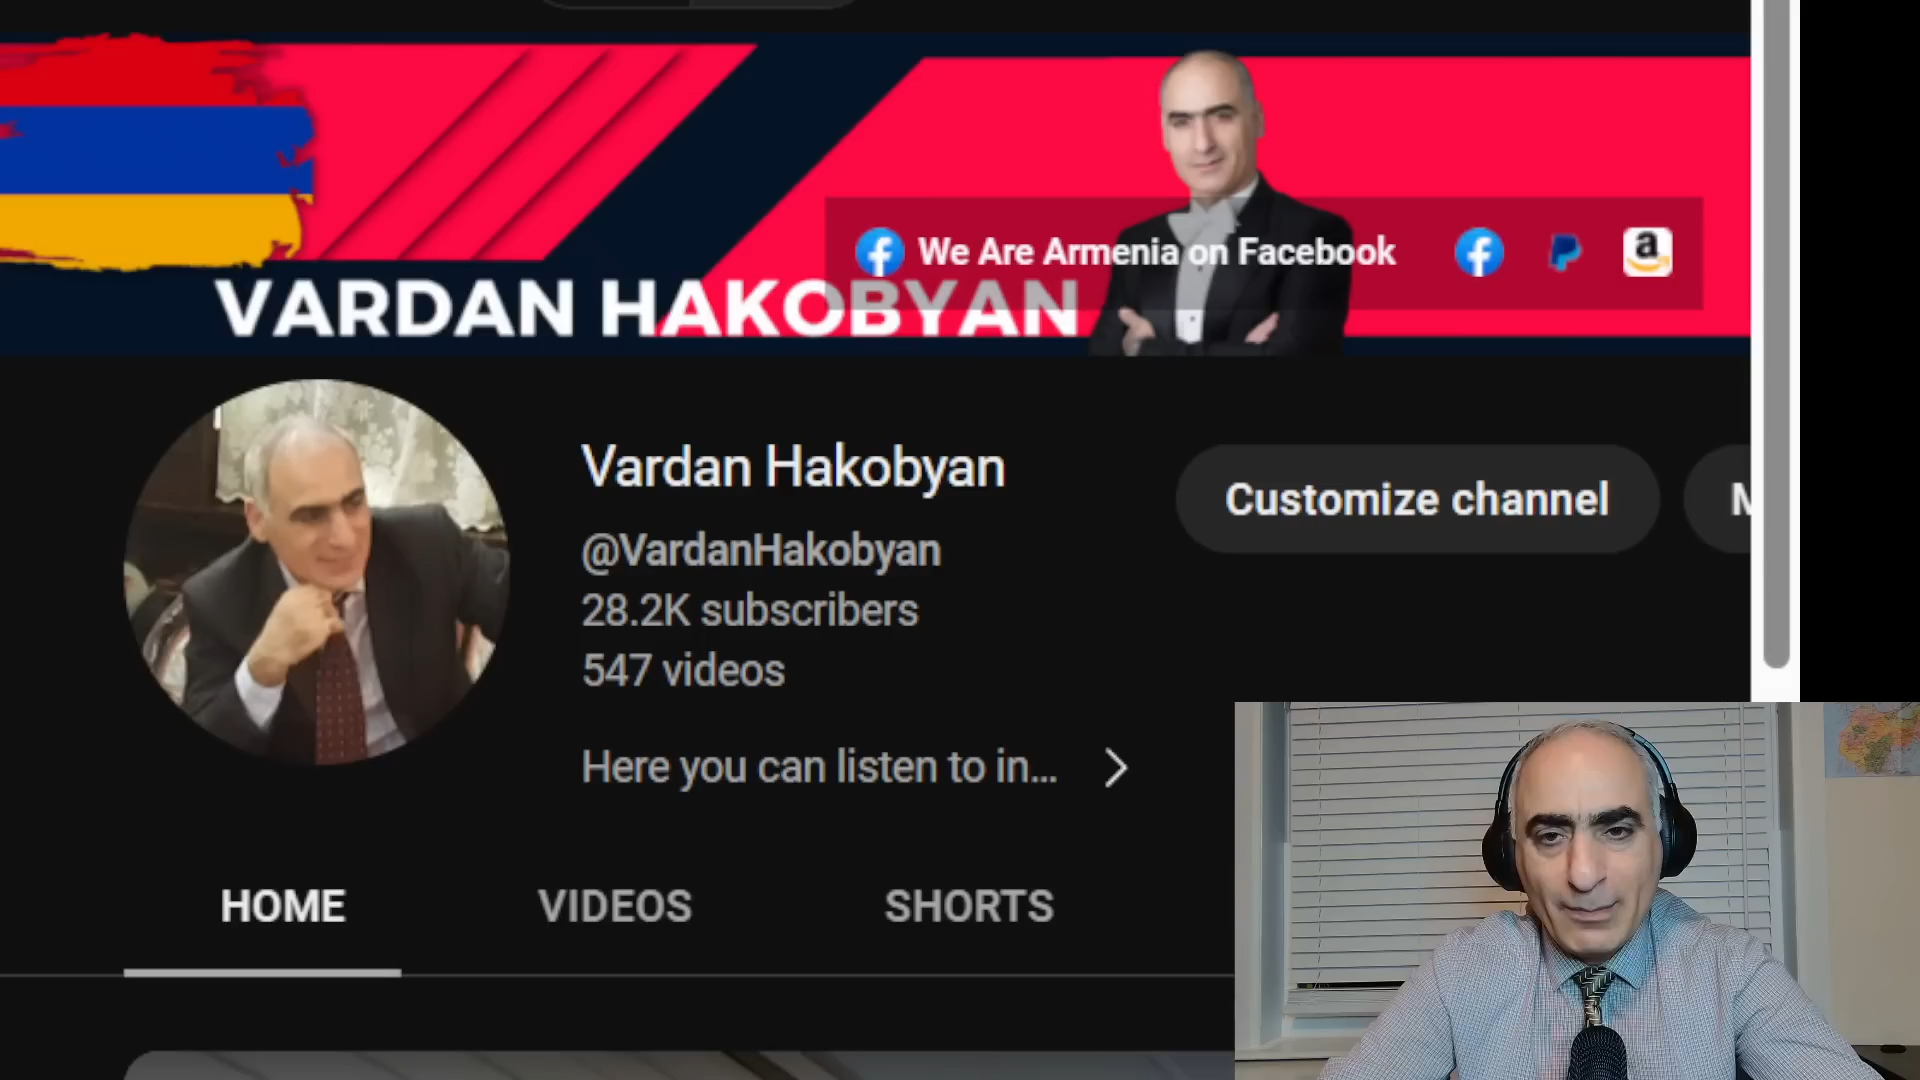 We Are Armenia on Facebook
VARDAN HAKOBYAN
Vardan Hakobyan
@VardanHakobyan
28.2K subscribers
547 videos
Customize channel
Here you can listen to in...
HOME
VIDEOS
SHORTS